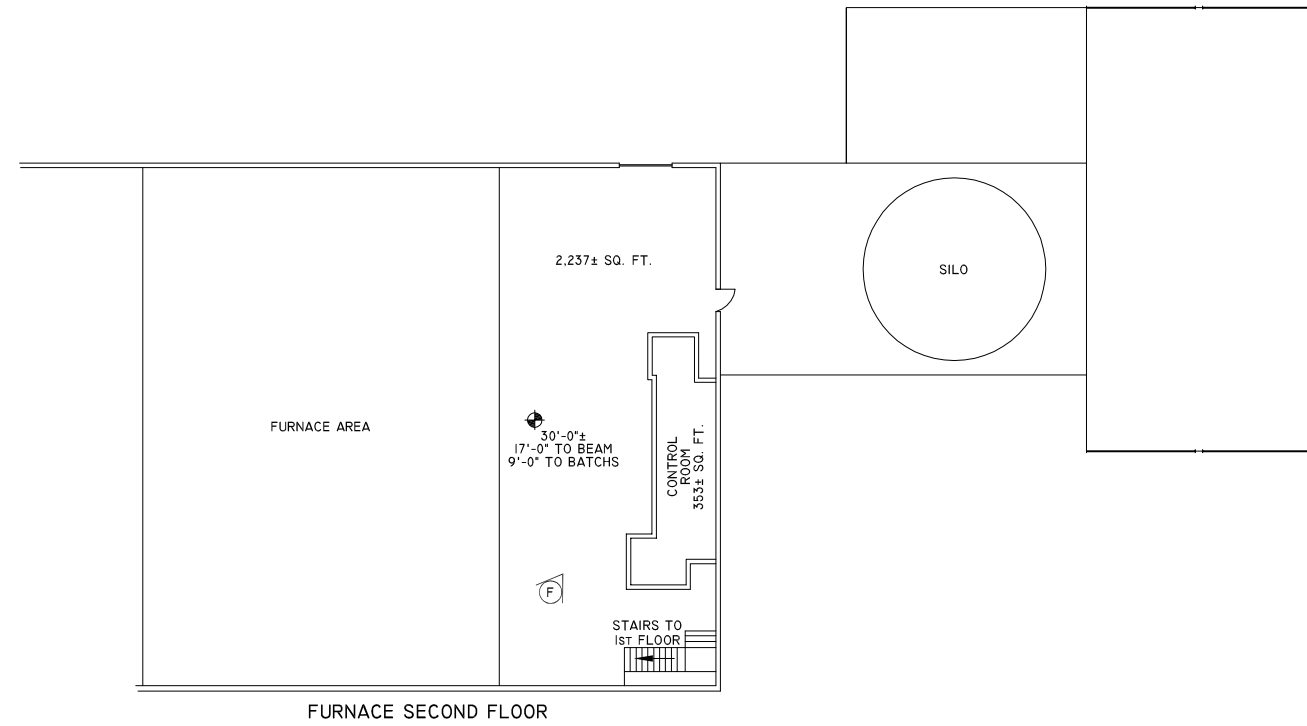 2,237± SQ. FT.
SILO
FURNACE AREA
30'-0"±
17'-0" TO BEAM
9'-0" TO BATCHS
CONTROL
ROOM
353± SQ. FT.
F
STAIRS TO
1ST FLOOR
FURNACE SECOND FLOOR